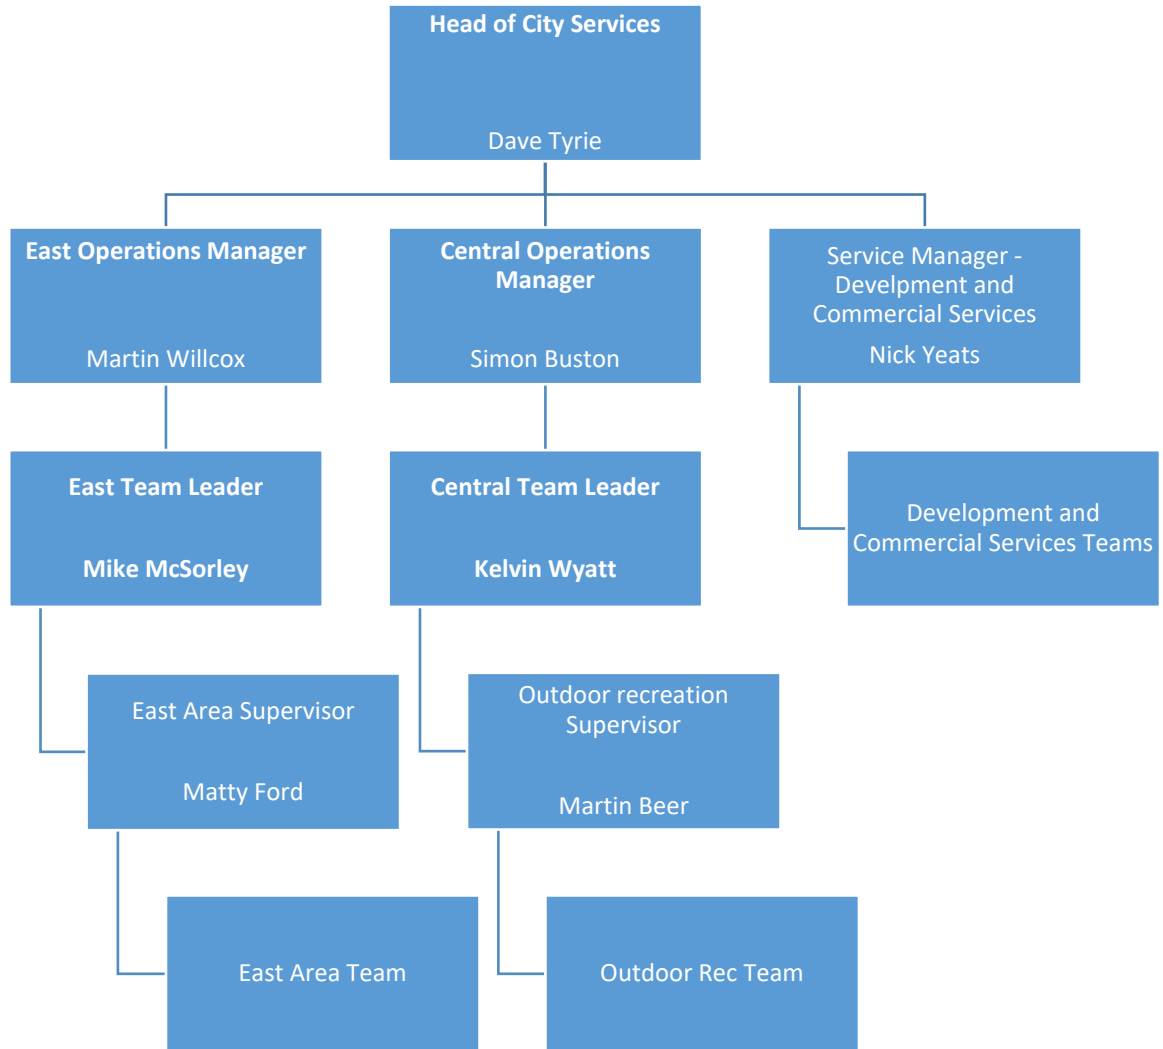 Head of City Services
Dave Tyrie
East Operations Manager
Martin Willcox
Central Operations
Manager
Simon Buston
Service Manager -
Develpment and
Commercial Services
Nick Yeats
East Team Leader
Mike McSorley
Central Team Leader
Kelvin Wyatt
Development and
Commercial Services Teams
East Area Supervisor
Matty Ford
Outdoor recreation
Supervisor
Martin Beer
East Area Team
Outdoor Rec Team